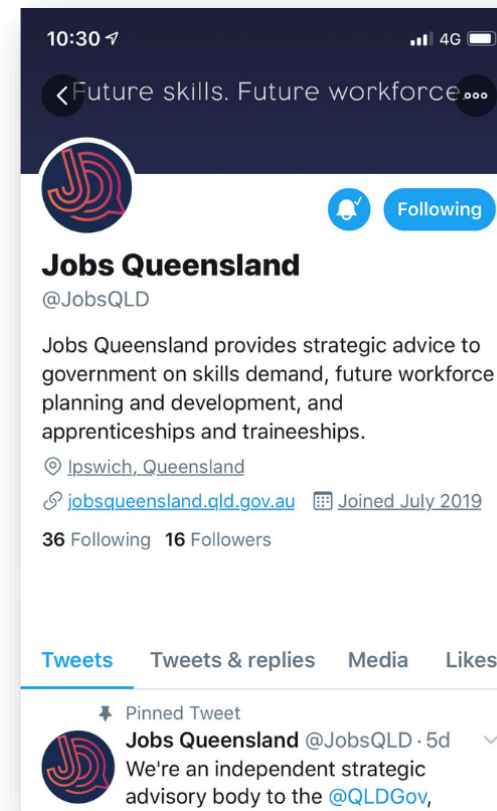 10:30
4G
Future skills. Future workforce
JQ
Following
Jobs Queensland
@JobsQLD
Jobs Queensland provides strategic advice to
government on skills demand, future workforce
planning and development, and
apprenticeships and traineeships.
Ipswich, Queensland
jobsqueensland.qld.gov.au Joined July 2019
36 Following 16 Followers
Tweets Tweets & replies Media Likes
Pinned Tweet
Jobs Queensland @JobsQLD · 5d
JQ
We're an independent strategic
advisory body to the @QLDGov,